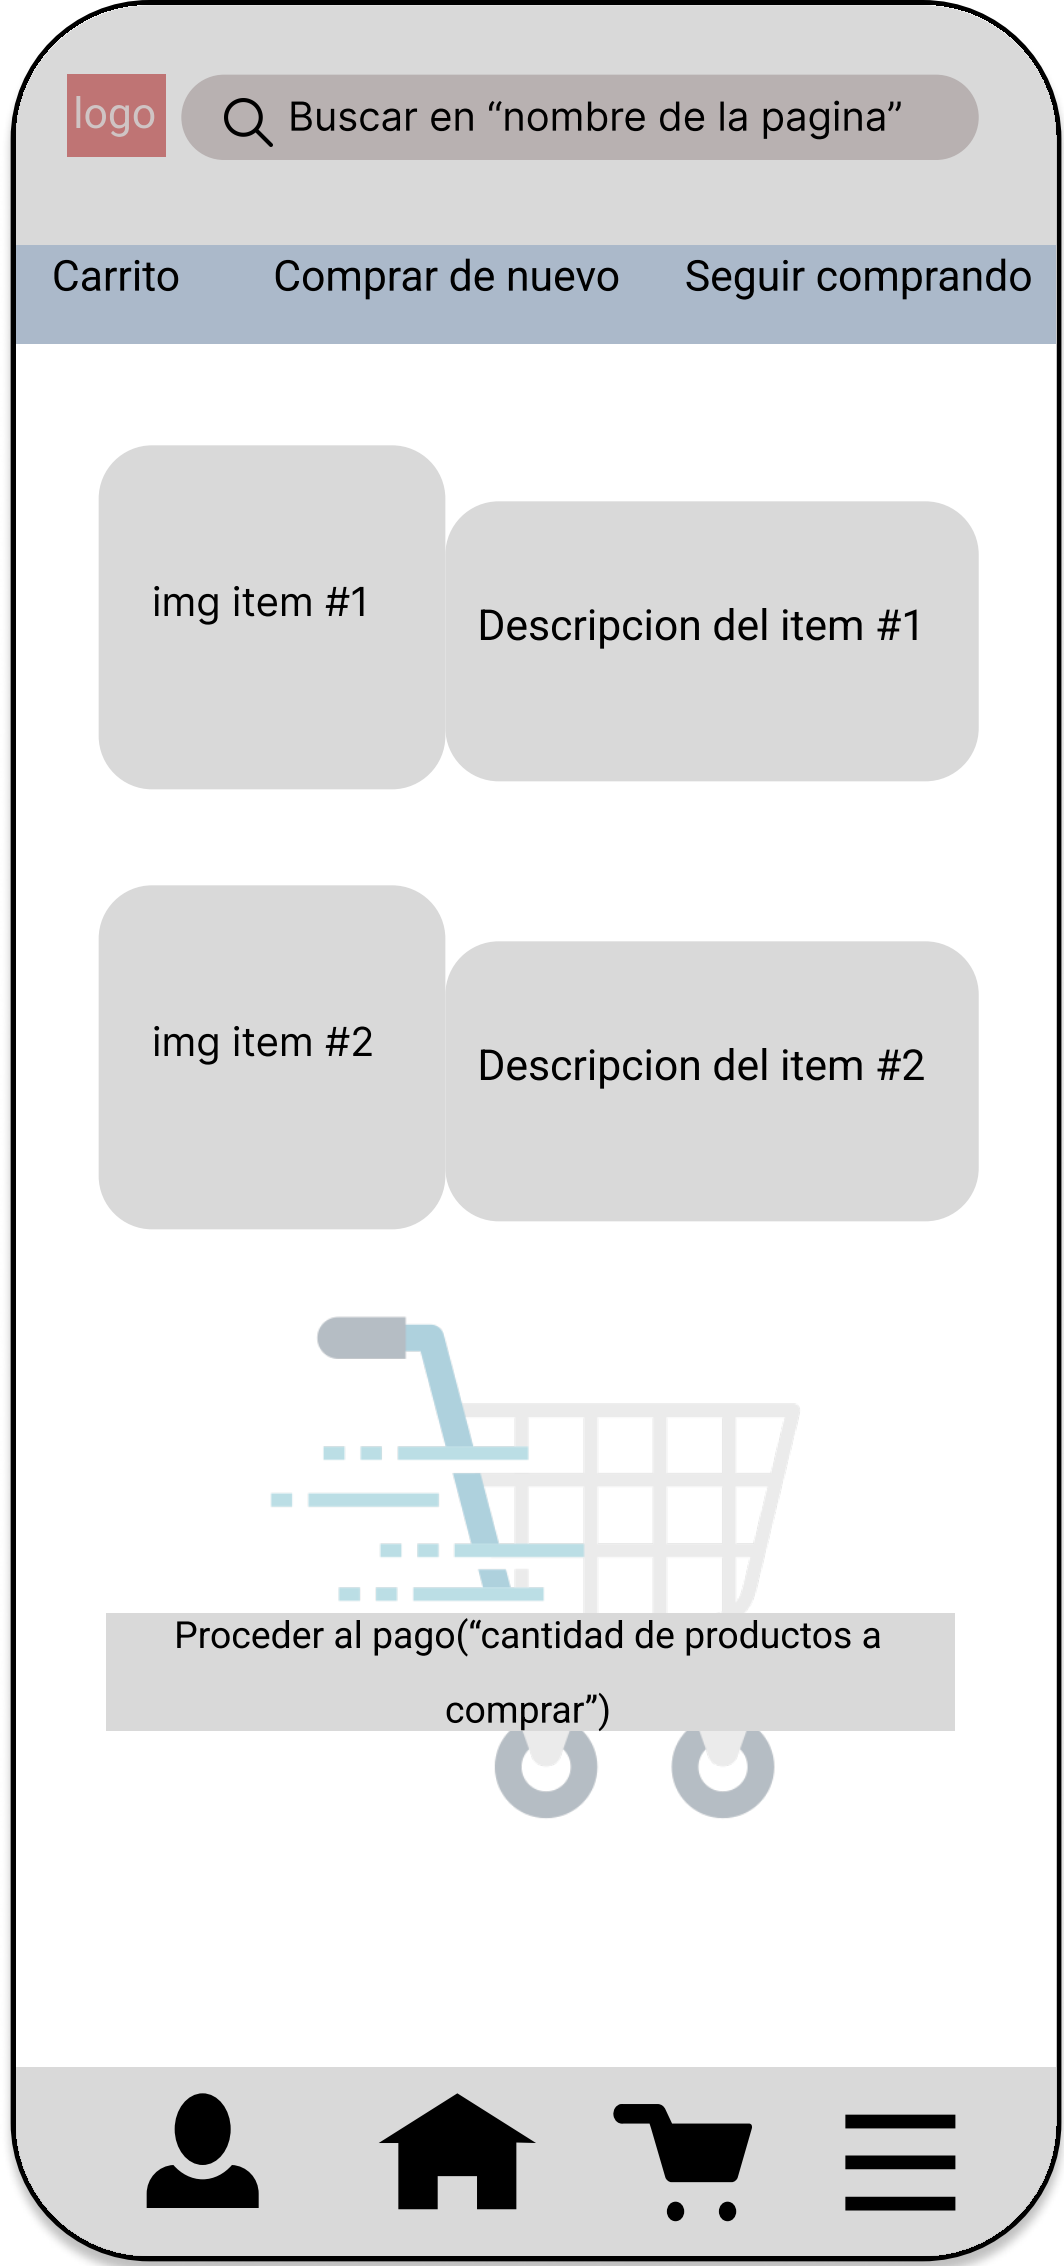 logo
Buscar en “nombre de la pagina”
Carrito
Comprar de nuevo
Seguir comprando
img item #1
Descripcion del item #1
img item #2
Descripcion del item #2
Proceder al pago(“cantidad de productos a
comprar”)